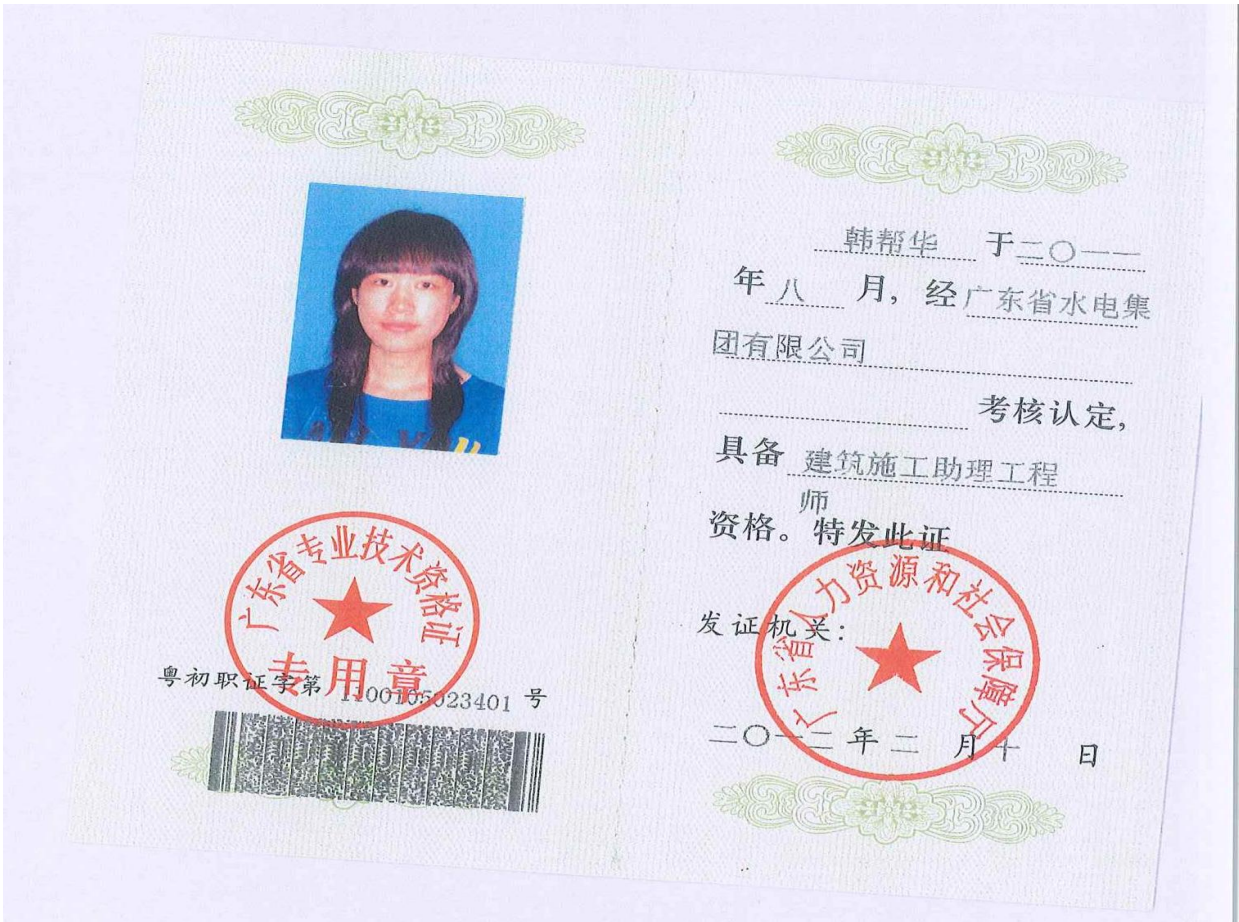 广东省专业技术资格证
专用章
粤初职证字第 1100105023401 号
韩帮华 于二〇一一
年 八 月, 经广东省水电集
团有限公司
考核认定,
具备 建筑施工助理工程
师
资格。特发此证
发证机关:
广东省人力资源和社会保障厅
二〇一二 年 二 月 十 日